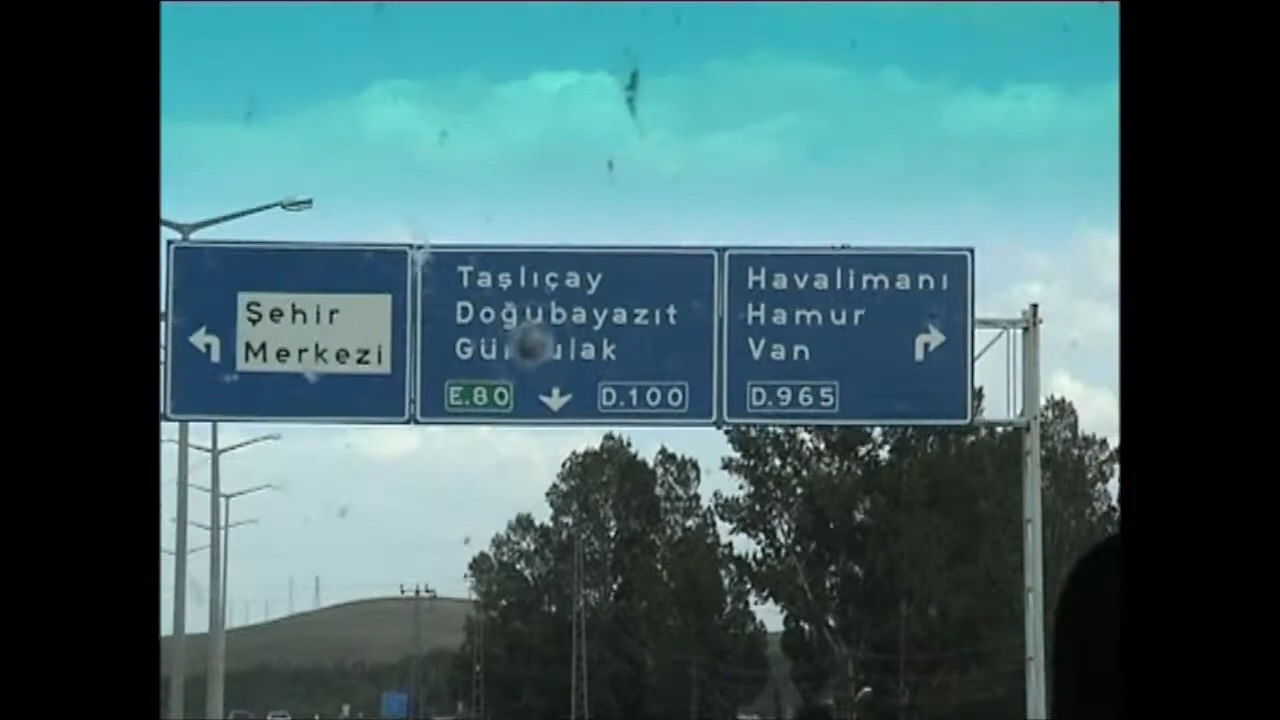 Şehir
Merkezi
Taşlıçay
Doğubayazıt
E.80
D.100
Havalimanı
Hamur
Van
D.965